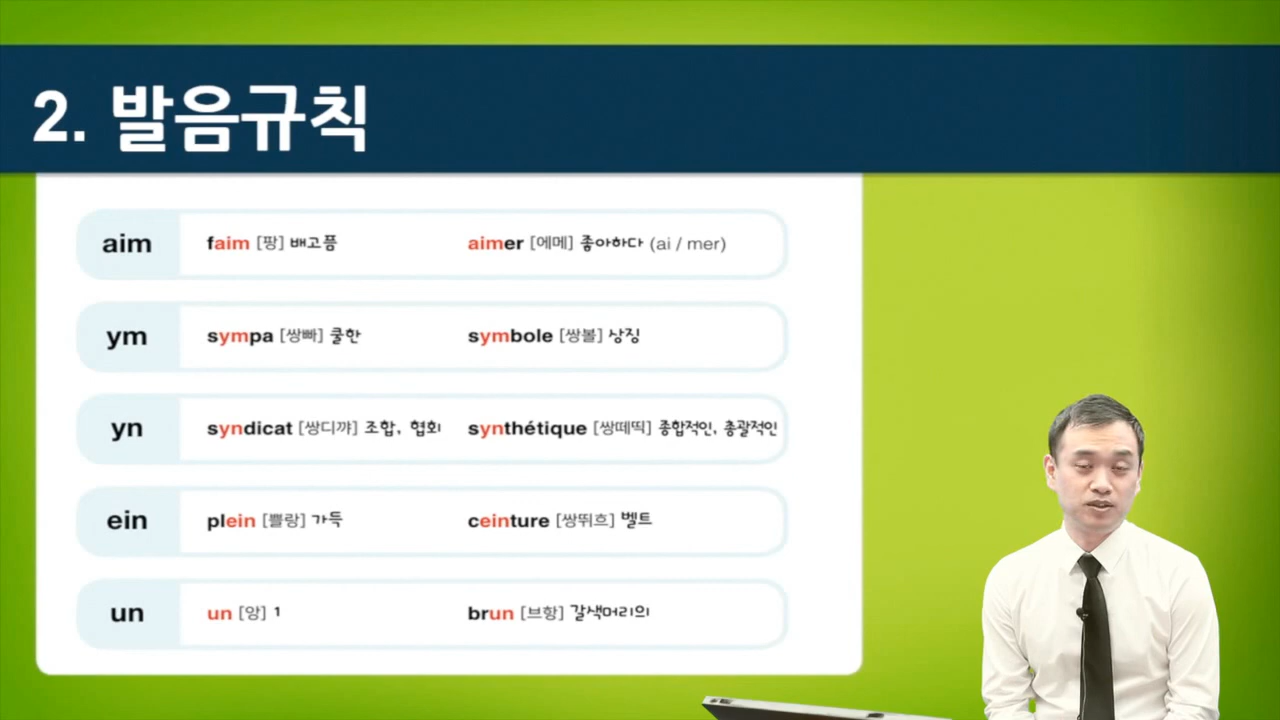 2. 발음규칙
aim faim [팡] 배고픔 aimer [에메] 좋아하다 (ai / mer)
ym sympa [쌍빠] 쿨한 symbole [쌍볼] 상징
yn syndicat [쌍디꺄] 조합, 협회 synthétique [쌍떼띡] 종합적인, 총괄적인
ein plein [쁠랑] 가득 ceinture [쌍뛰흐] 벨트
un un [앙] 1 brun [브항] 갈색머리의